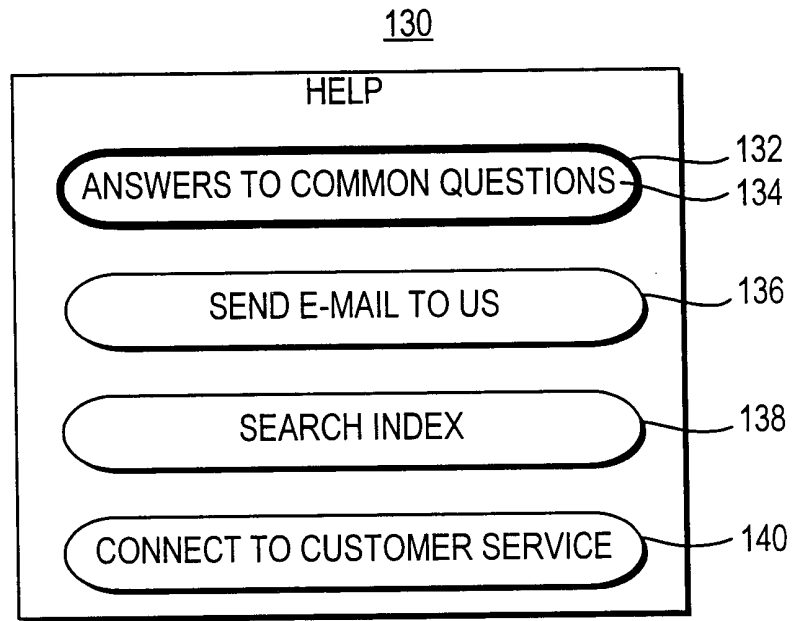 130
HELP
132
ANSWERS TO COMMON QUESTIONS
134
136
SEND E-MAIL TO US
138
SEARCH INDEX
140
CONNECT TO CUSTOMER SERVICE